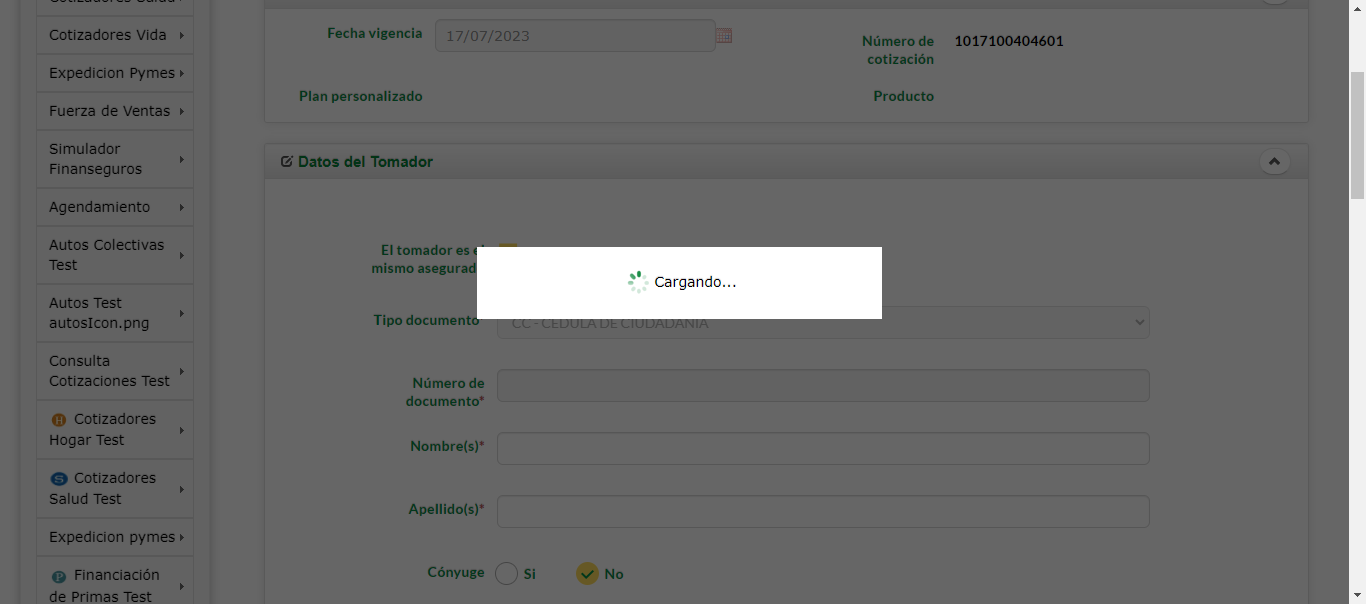 Cotizadores Salud
Cotizadores Vida
Expedicion Pymes
Fuerza de Ventas
Simulador
Finanseguros
Agendamiento
Autos Colectivas
Test
Autos Test
autosIcon.png
Consulta
Cotizaciones Test
H Cotizadores
Hogar Test
S Cotizadores
Salud Test
Expedicion pymes
P Financiación
de Primas Test
Fecha vigencia 17/07/2023
Número de
cotización 1017100404601
Plan personalizado
Producto
Datos del Tomador
El tomador es el
mismo asegurad
Cargando...
Tipo documento CC - CEDULA DE CIUDADANIA
Número de
documento*
Nombre(s)*
Apellido(s)*
Cónyuge Si No